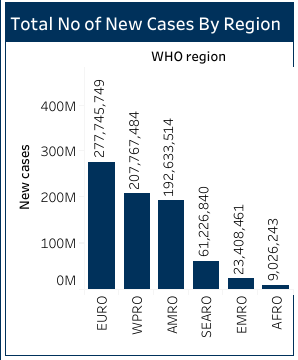 Total No of New Cases By Region
WHO region
New cases
400M
300M
200M
100M
0M
277,745,749
207,767,484
192,633,514
61,226,840
23,408,461
9,026,243
EURO
WPRO
AMRO
SEARO
EMRO
AFRO